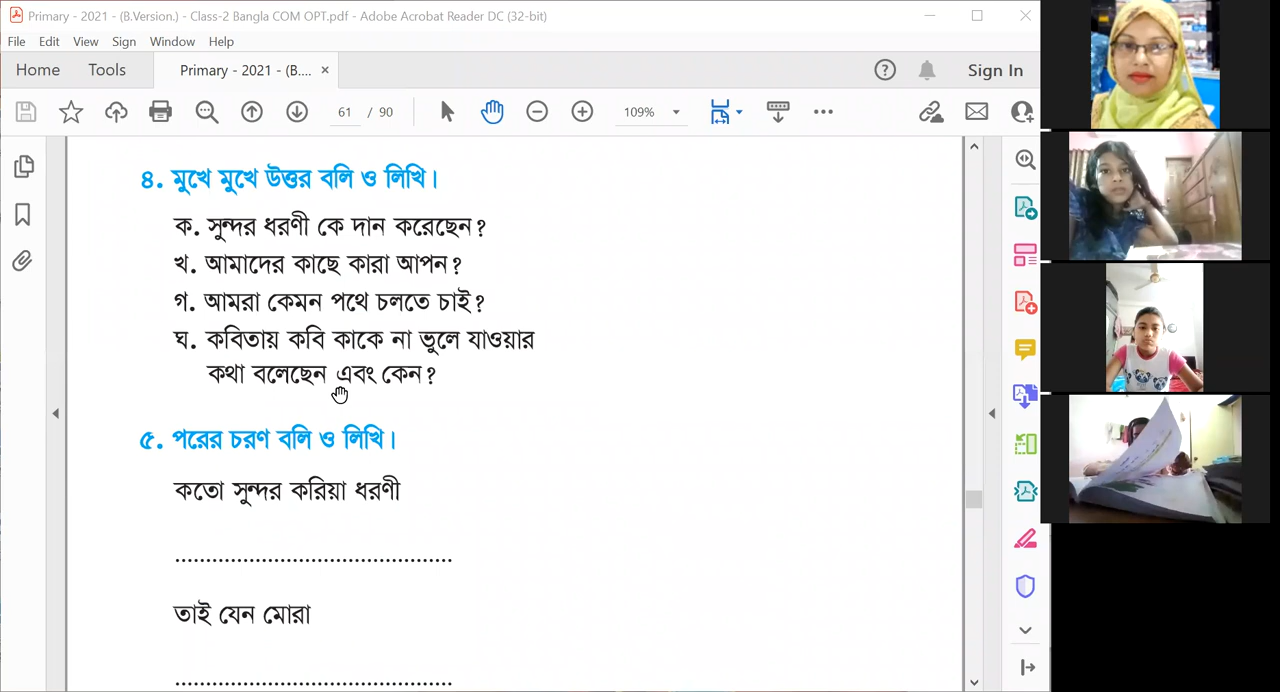 Primary - 2021 - (B.Version.) - Class-2 Bangla COM OPT.pdf - Adobe Acrobat Reader DC (32-bit)
File Edit View Sign Window Help
Home Tools Primary - 2021 - (B.... × Sign In
61 / 90 109%
৪. মুখে মুখে উত্তর বলি ও লিখি।
ক. সুন্দর ধরণী কে দান করেছেন?
খ. আমাদের কাছে কারা আপন?
গ. আমরা কেমন পথে চলতে চাই?
ঘ. কবিতায় কবি কাকে না ভুলে যাওয়ার
কথা বলেছেন এবং কেন?
৫. পরের চরণ বলি ও লিখি।
কতো সুন্দর করিয়া ধরণী
.............................................
তাই যেন মোরা
.............................................